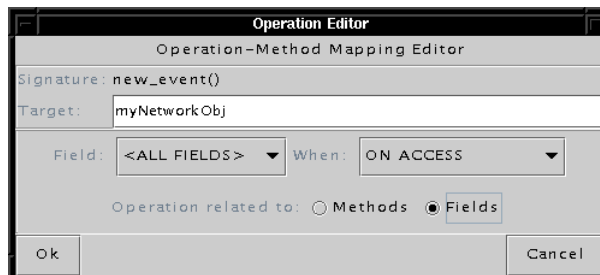 Operation Editor
Operation-Method Mapping Editor
Signature: new_event()
Target: myNetworkObj
Field: <ALL FIELDS> When: ON ACCESS
Operation related to: Methods Fields
Ok Cancel